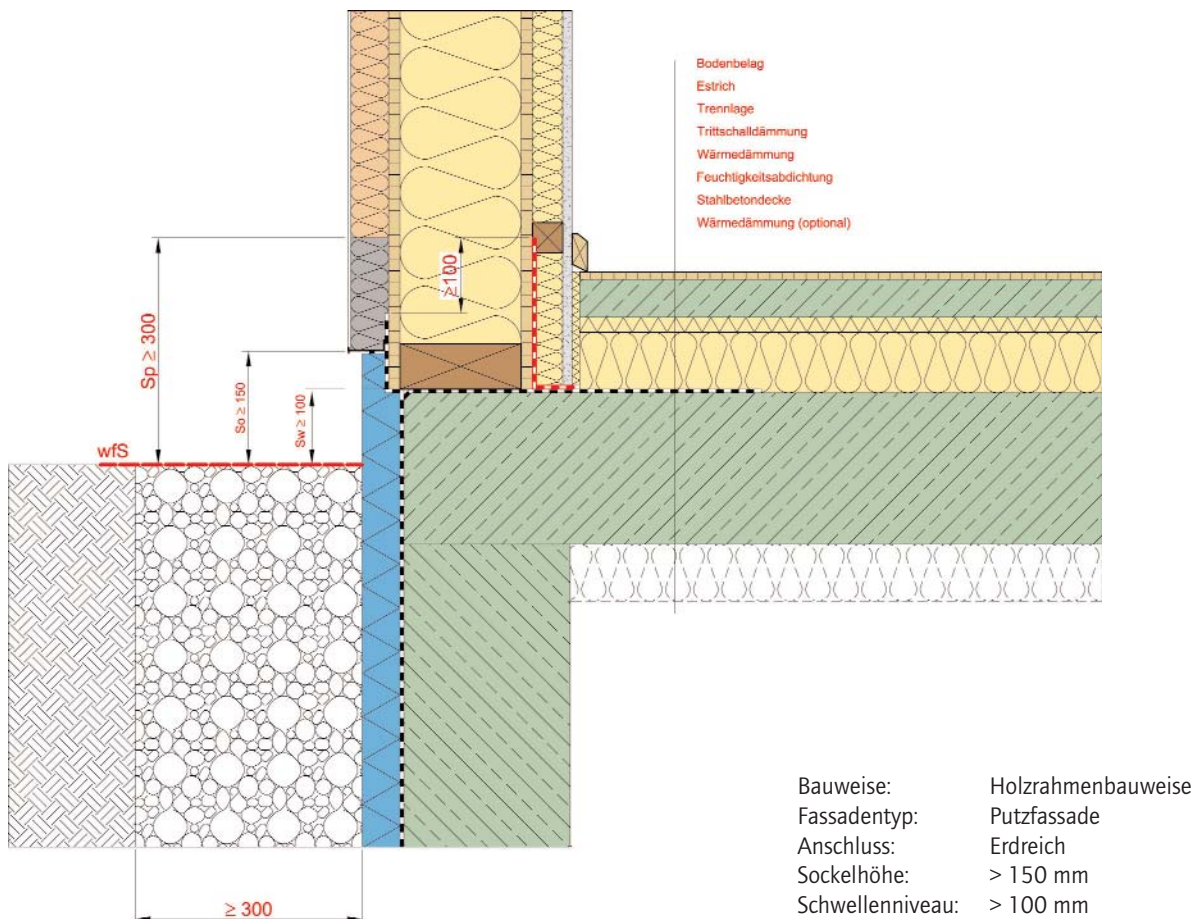 Bodenbelag
Estrich
Trennlage
Trittschalldämmung
Wärmedämmung
Feuchtigkeitsabdichtung
Stahlbetondecke
Wärmedämmung (optional)
≥100
Sp ≥ 300
So ≥ 150
Sw ≥ 100
wfS
≥ 300
Bauweise: Holzrahmenbauweise
Fassadentyp: Putzfassade
Anschluss: Erdreich
Sockelhöhe: > 150 mm
Schwellenniveau: > 100 mm